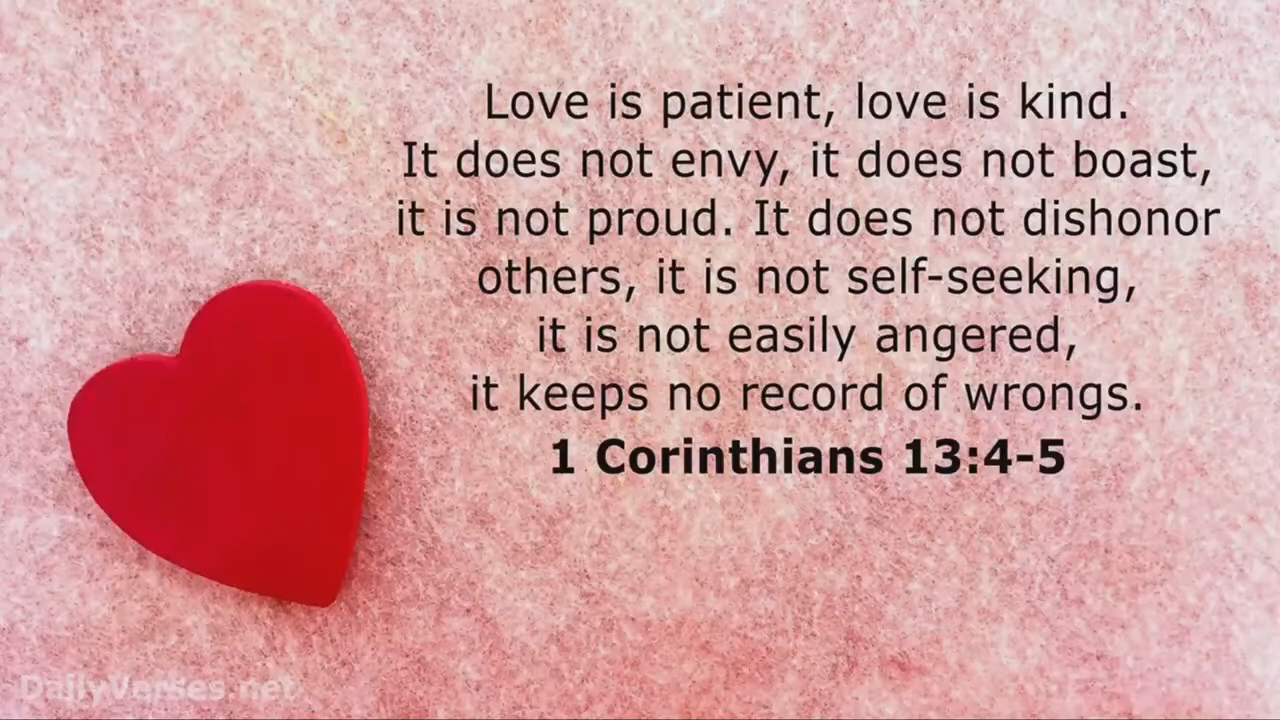 Love is patient, love is kind.
It does not envy, it does not boast,
it is not proud. It does not dishonor
others, it is not self-seeking,
it is not easily angered,
it keeps no record of wrongs.
1 Corinthians 13:4-5
DailyVerses.net